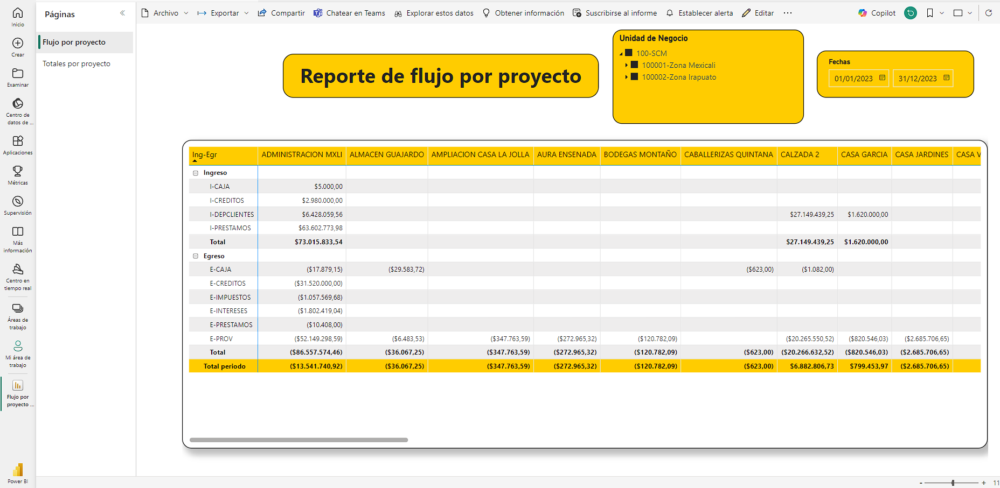 Inicio
Crear
Examinar
Centro de
datos de ...
Aplicaciones
Métricas
Supervisión
Más
información
Centro en
tiempo real
Áreas de
trabajo
Mi área de
trabajo
Flujo por
proyecto ...
Power BI
Páginas
Flujo por proyecto
Totales por proyecto
Archivo Exportar Compartir Chatear en Teams Explorar estos datos Obtener información Suscribirse al informe Establecer alerta Editar ... Copilot
Reporte de flujo por proyecto
Unidad de Negocio
100-SCM
100001-Zona Mexicali
100002-Zona Irapuato
Fechas
01/01/2023 31/12/2023
Ing-Egr ADMINISTRACION MXLI ALMACEN GUAJARDO AMPLIACION CASA LA JOLLA AURA ENSENADA BODEGAS MONTAÑO CABALLERIZAS QUINTANA CALZADA 2 CASA GARCIA CASA JARDINES CASA V
Ingreso
I-CAJA $5.000,00
I-CREDITOS $2.980.000,00
I-DEPCLIENTES $6.428.059,56 $27.149.439,25 $1.620.000,00
I-PRESTAMOS $63.602.773,98
Total $73.015.833,54 $27.149.439,25 $1.620.000,00
Egreso
E-CAJA ($17.879,15) ($29.583,72) ($623,00) ($1.082,00)
E-CREDITOS ($31.520.000,00)
E-IMPUESTOS ($1.057.569,68)
E-INTERESES ($1.802.419,04)
E-PRESTAMOS ($10.408,00)
E-PROV ($52.149.298,59) ($6.483,53) ($347.763,59) ($272.965,32) ($120.782,09) ($20.265.550,52) ($820.546,03) ($2.685.706,65)
Total ($86.557.574,46) ($36.067,25) ($347.763,59) ($272.965,32) ($120.782,09) ($623,00) ($20.266.632,52) ($820.546,03) ($2.685.706,65)
Total periodo ($13.541.740,92) ($36.067,25) ($347.763,59) ($272.965,32) ($120.782,09) ($623,00) $6.882.806,73 $799.453,97 ($2.685.706,65)
- + 11